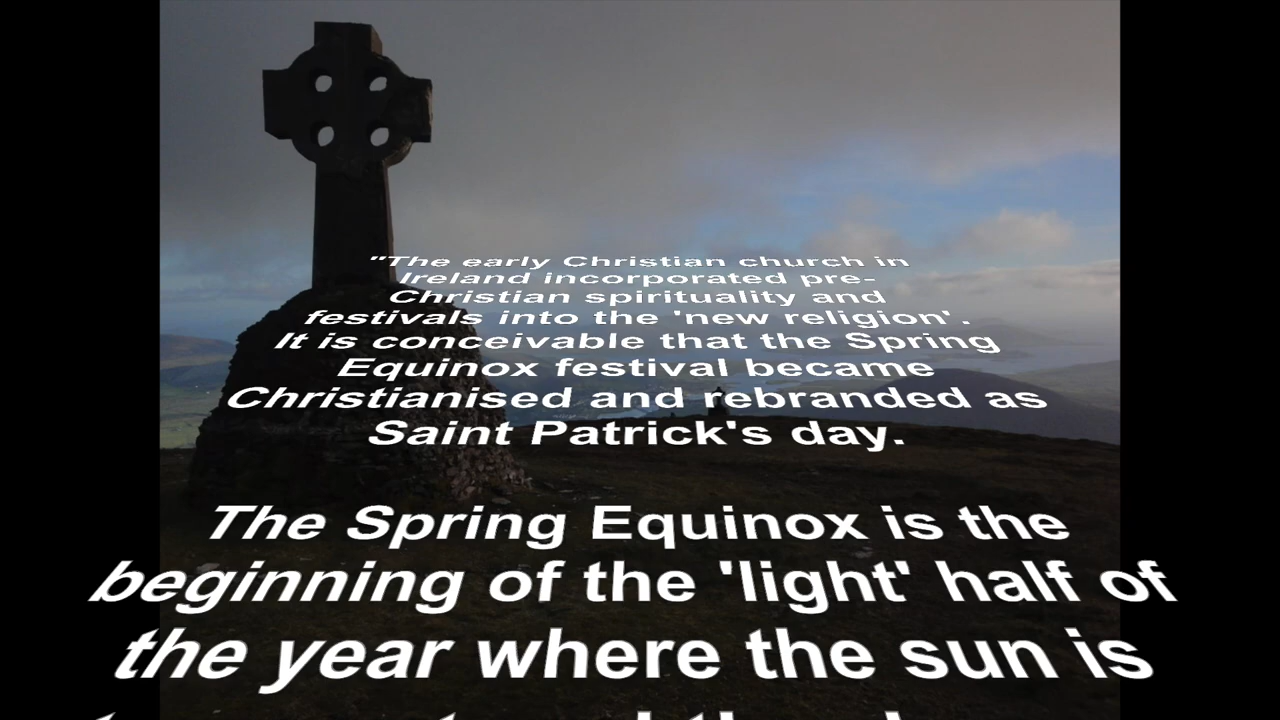 "The early Christian church in
Ireland incorporated pre-
Christian spirituality and
festivals into the 'new religion'.
It is conceivable that the Spring
Equinox festival became
Christianised and rebranded as
Saint Patrick's day.
The Spring Equinox is the
beginning of the 'light' half of
the year where the sun is